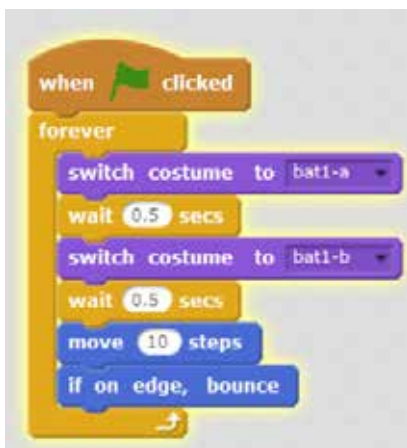 when clicked
forever
switch costume to bat1-a
wait 0.5 secs
switch costume to bat1-b
wait 0.5 secs
move 10 steps
if on edge, bounce